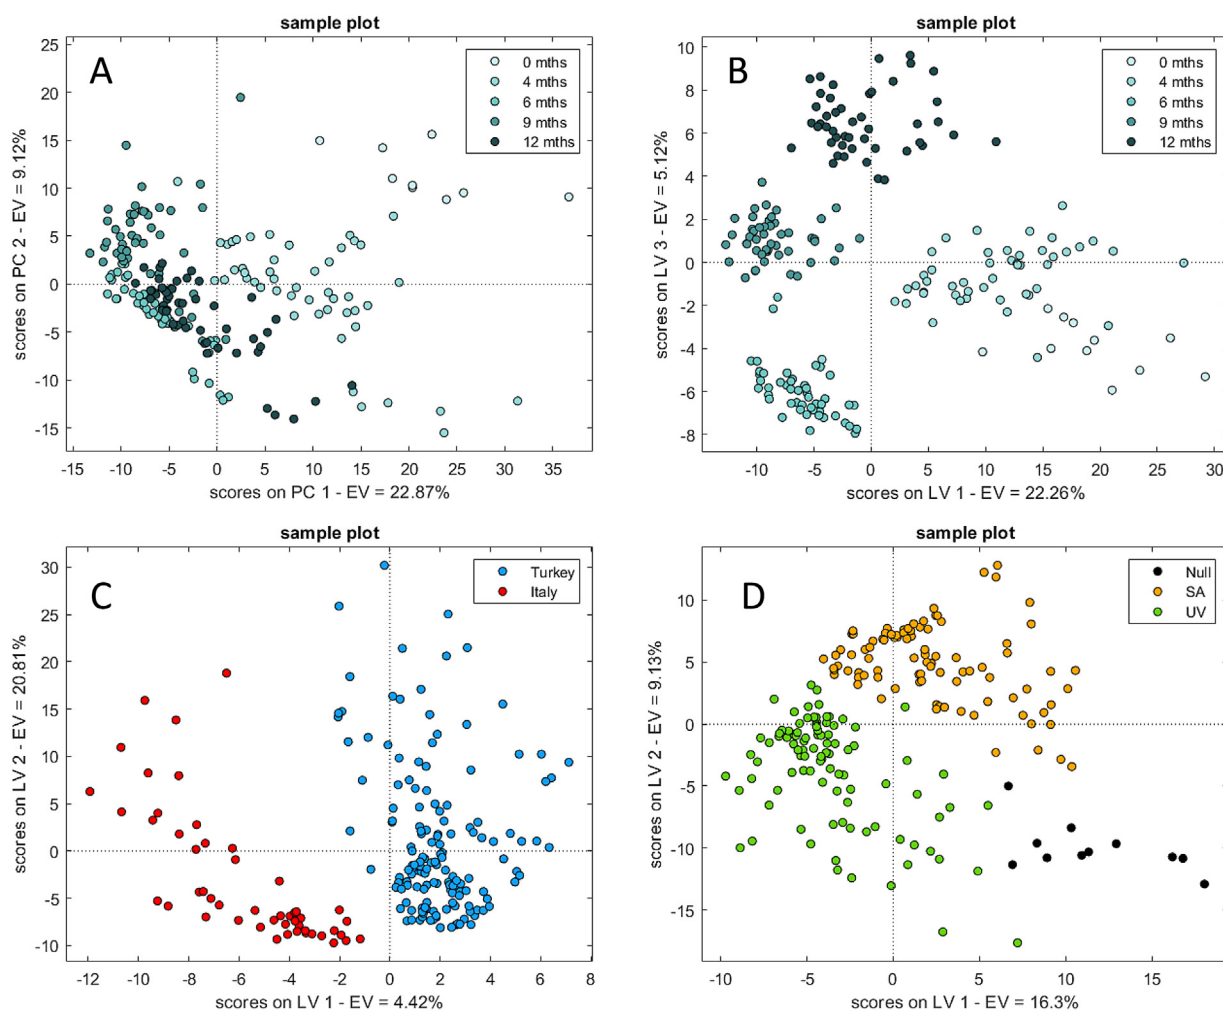 sample plot
A
0 mths
4 mths
6 mths
9 mths
12 mths
25
20
15
10
5
0
-5
-10
-15
scores on PC 2 - EV = 9.12%
-15 -10 -5 0 5 10 15 20 25 30 35
scores on PC 1 - EV = 22.87%
sample plot
B
0 mths
4 mths
6 mths
9 mths
12 mths
10
8
6
4
2
0
-2
-4
-6
-8
scores on LV 3 - EV = 5.12%
-10 -5 0 5 10 15 20 25 30
scores on LV 1 - EV = 22.26%
sample plot
C
Turkey
Italy
30
25
20
15
10
5
0
-5
-10
scores on LV 2 - EV = 20.81%
-12 -10 -8 -6 -4 -2 0 2 4 6 8
scores on LV 1 - EV = 4.42%
sample plot
D
Null
SA
UV
10
5
0
-5
-10
-15
scores on LV 2 - EV = 9.13%
-10 -5 0 5 10 15
scores on LV 1 - EV = 16.3%